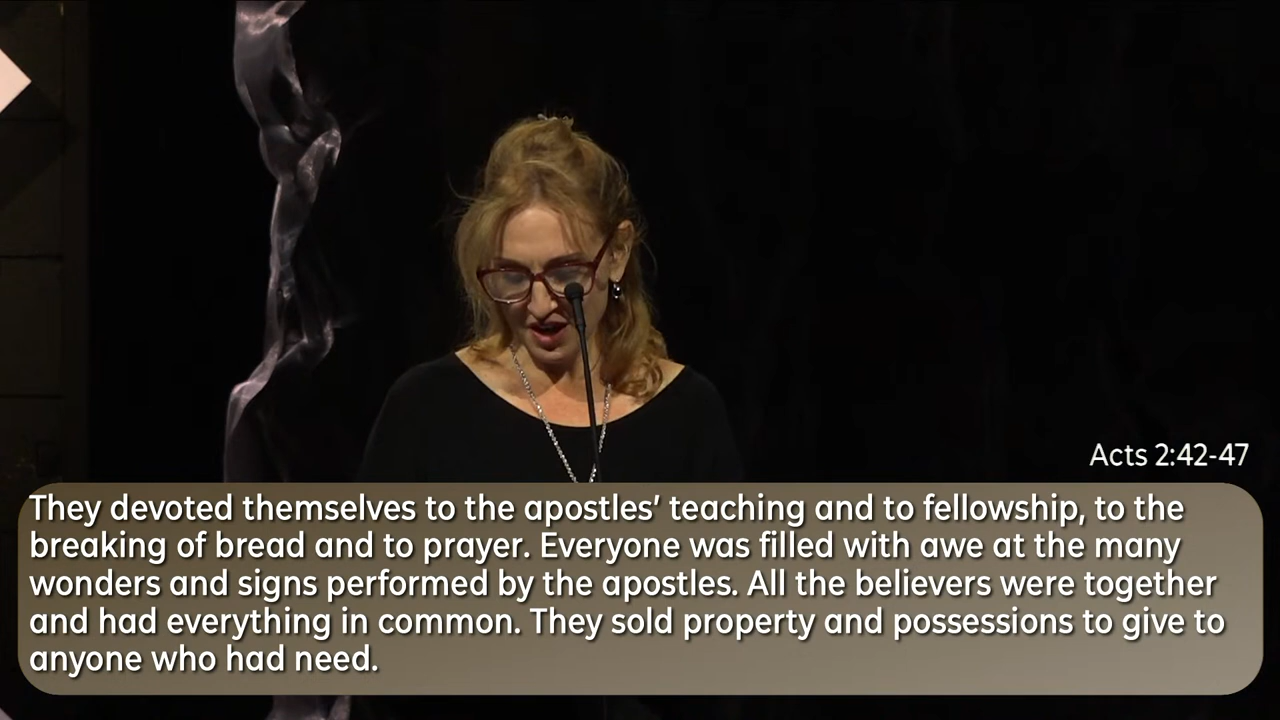 Acts 2:42-47
They devoted themselves to the apostles’ teaching and to fellowship, to the
breaking of bread and to prayer. Everyone was filled with awe at the many
wonders and signs performed by the apostles. All the believers were together
and had everything in common. They sold property and possessions to give to
anyone who had need.